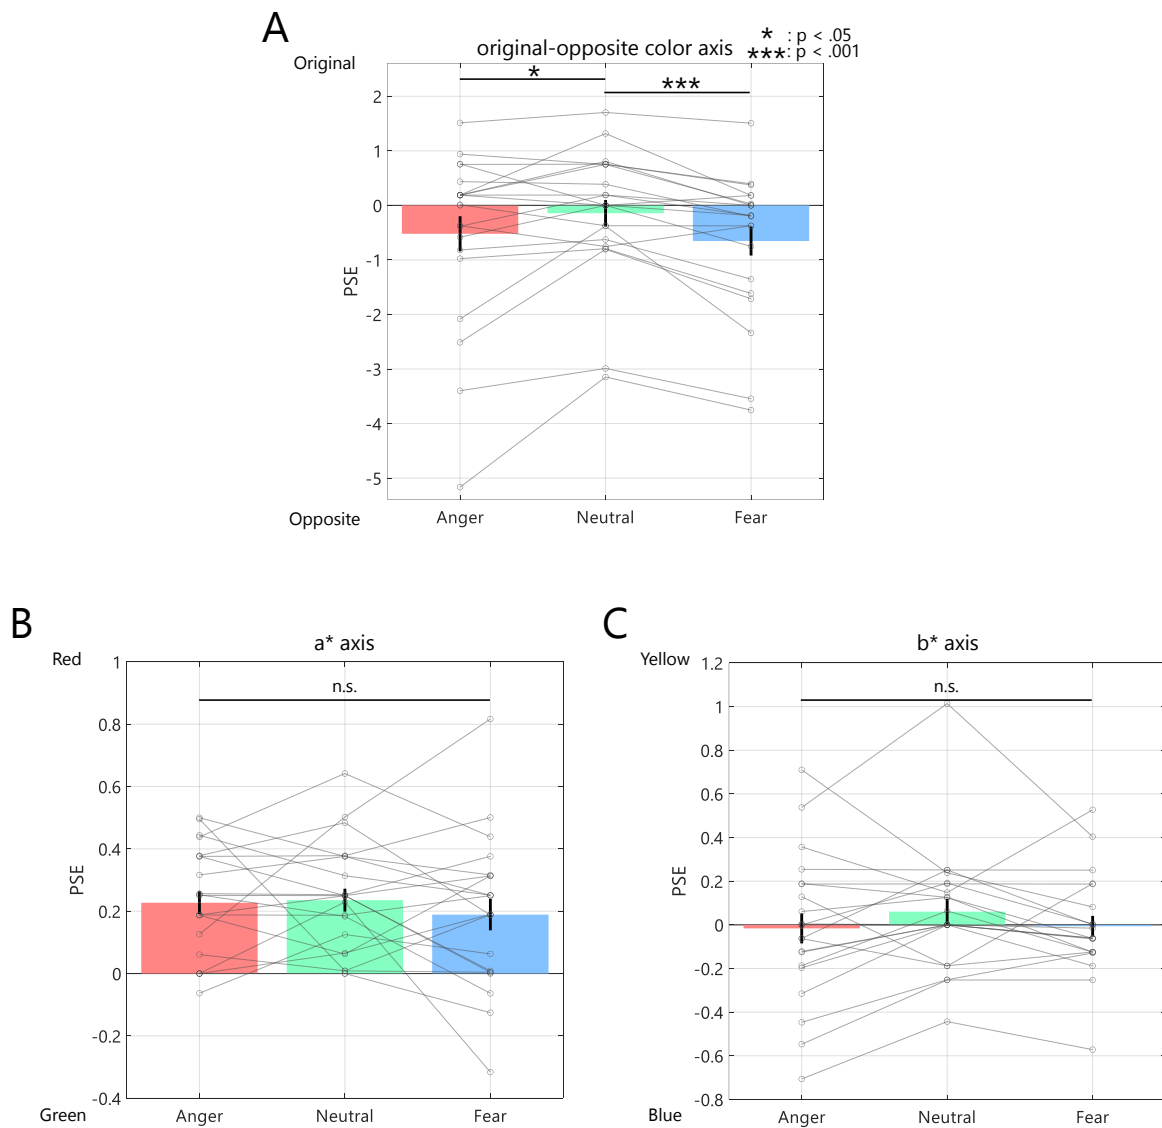 A
original-opposite color axis
* : p < .05
***: p < .001
Original
*
***
2
1
0
-1
-2
-3
-4
-5
PSE
Opposite
Anger Neutral Fear
B
a* axis
Red
n.s.
1
0.8
0.6
0.4
0.2
0
-0.2
-0.4
PSE
Green
Anger Neutral Fear
C
b* axis
Yellow
n.s.
1.2
1
0.8
0.6
0.4
0.2
0
-0.2
-0.4
-0.6
-0.8
PSE
Blue
Anger Neutral Fear